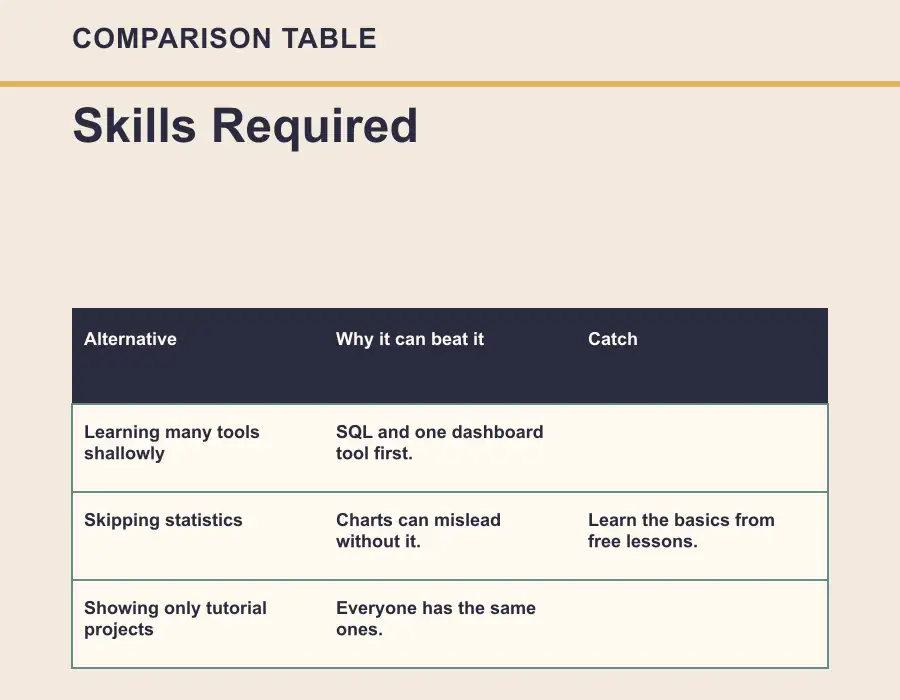 COMPARISON TABLE
Skills Required
Alternative
Why it can beat it
Catch
Learning many tools
shallowly
SQL and one dashboard
tool first.
Skipping statistics
Charts can mislead
without it.
Learn the basics from
free lessons.
Showing only tutorial
projects
Everyone has the same
ones.